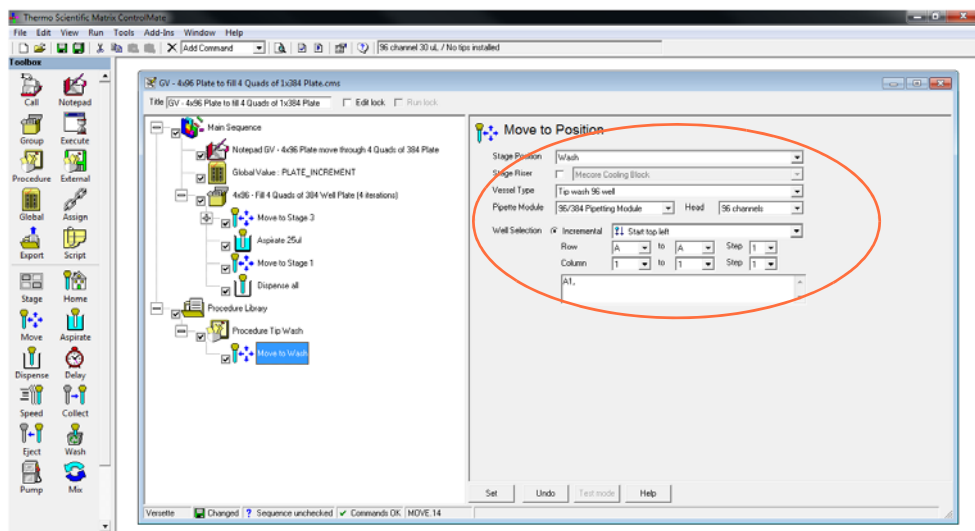 Thermo Scientific Matrix ControlMate
File Edit View Run Tools Add-Ins Window Help
Add Command 96 channel 30 uL / No tips installed
Toolbox
Call Notepad
Group Execute
Procedure External
Global Assign
Export Script
Stage Home
Move Aspirate
Dispense Delay
Speed Collect
Eject Wash
Pump Mix
GV - 4x96 Plate to fill 4 Quads of 1x384 Plate.cms
Title GV - 4x96 Plate to fill 4 Quads of 1x384 Plate Edit lock Run lock
Main Sequence
Notepad GV - 4x96 Plate move through 4 Quads of 384 Plate
Global Value : PLATE_INCREMENT
4x96 - Fill 4 Quads of 384 Well Plate (4 iterations)
Move to Stage 3
Aspirate 25ul
Move to Stage 1
Dispense all
Procedure Library
Procedure Tip Wash
Move to Wash
Move to Position
Stage Position Wash
Stage Riser Mecore Cooling Block
Vessel Type Tip wash 96 well
Pipette Module 96/384 Pipetting Module Head 96 channels
Well Selection Incremental Start top left
Row A to A Step 1
Column 1 to 1 Step 1
A1,
Set Undo Test mode Help
Versette Changed ? Sequence unchecked Commands OK MOVE.14